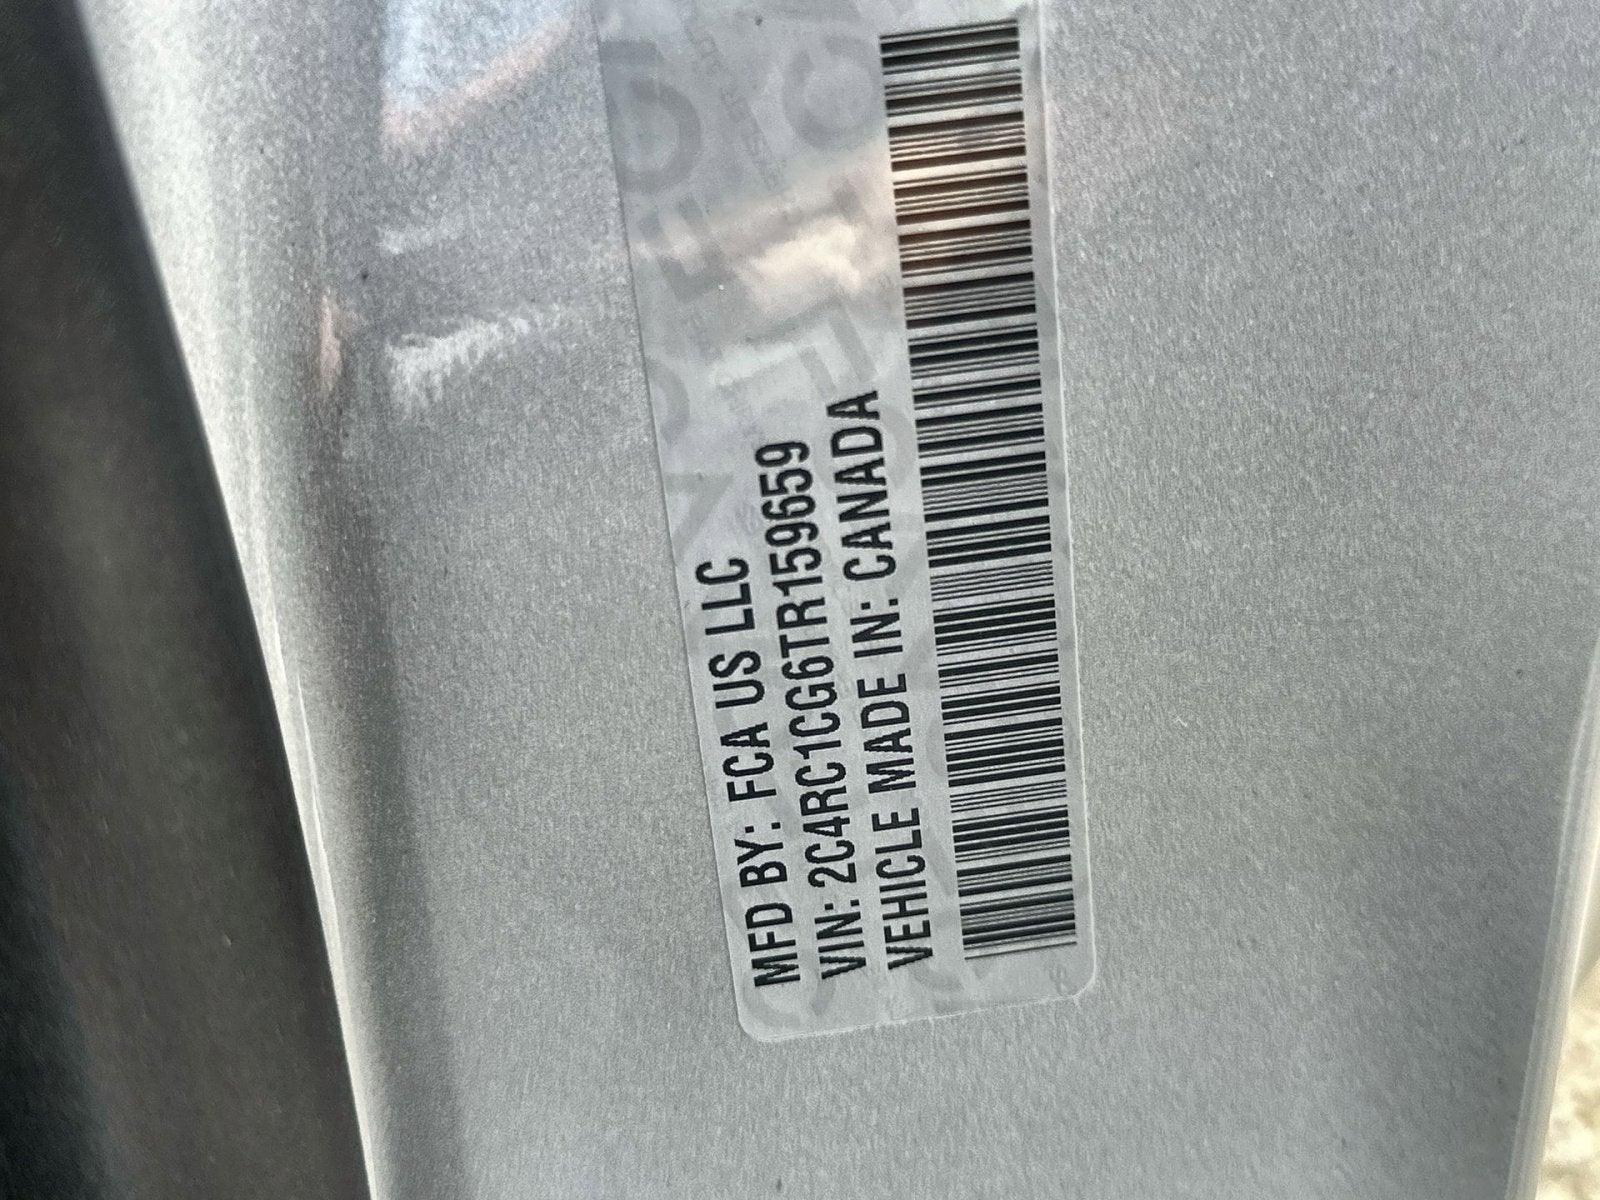 MFD BY: FCA US LLC
VIN: 2C4RC1CG6TR159659
VEHICLE MADE IN: CANADA